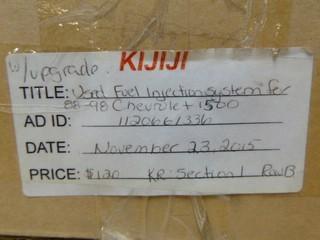 w/upgrade. KIJIJI
TITLE: Used Fuel Injection system for
88-98 Chevrolet 1500
AD ID: 1120661336
DATE: November 23, 2015
PRICE: $120 KR: Section 1 Row B